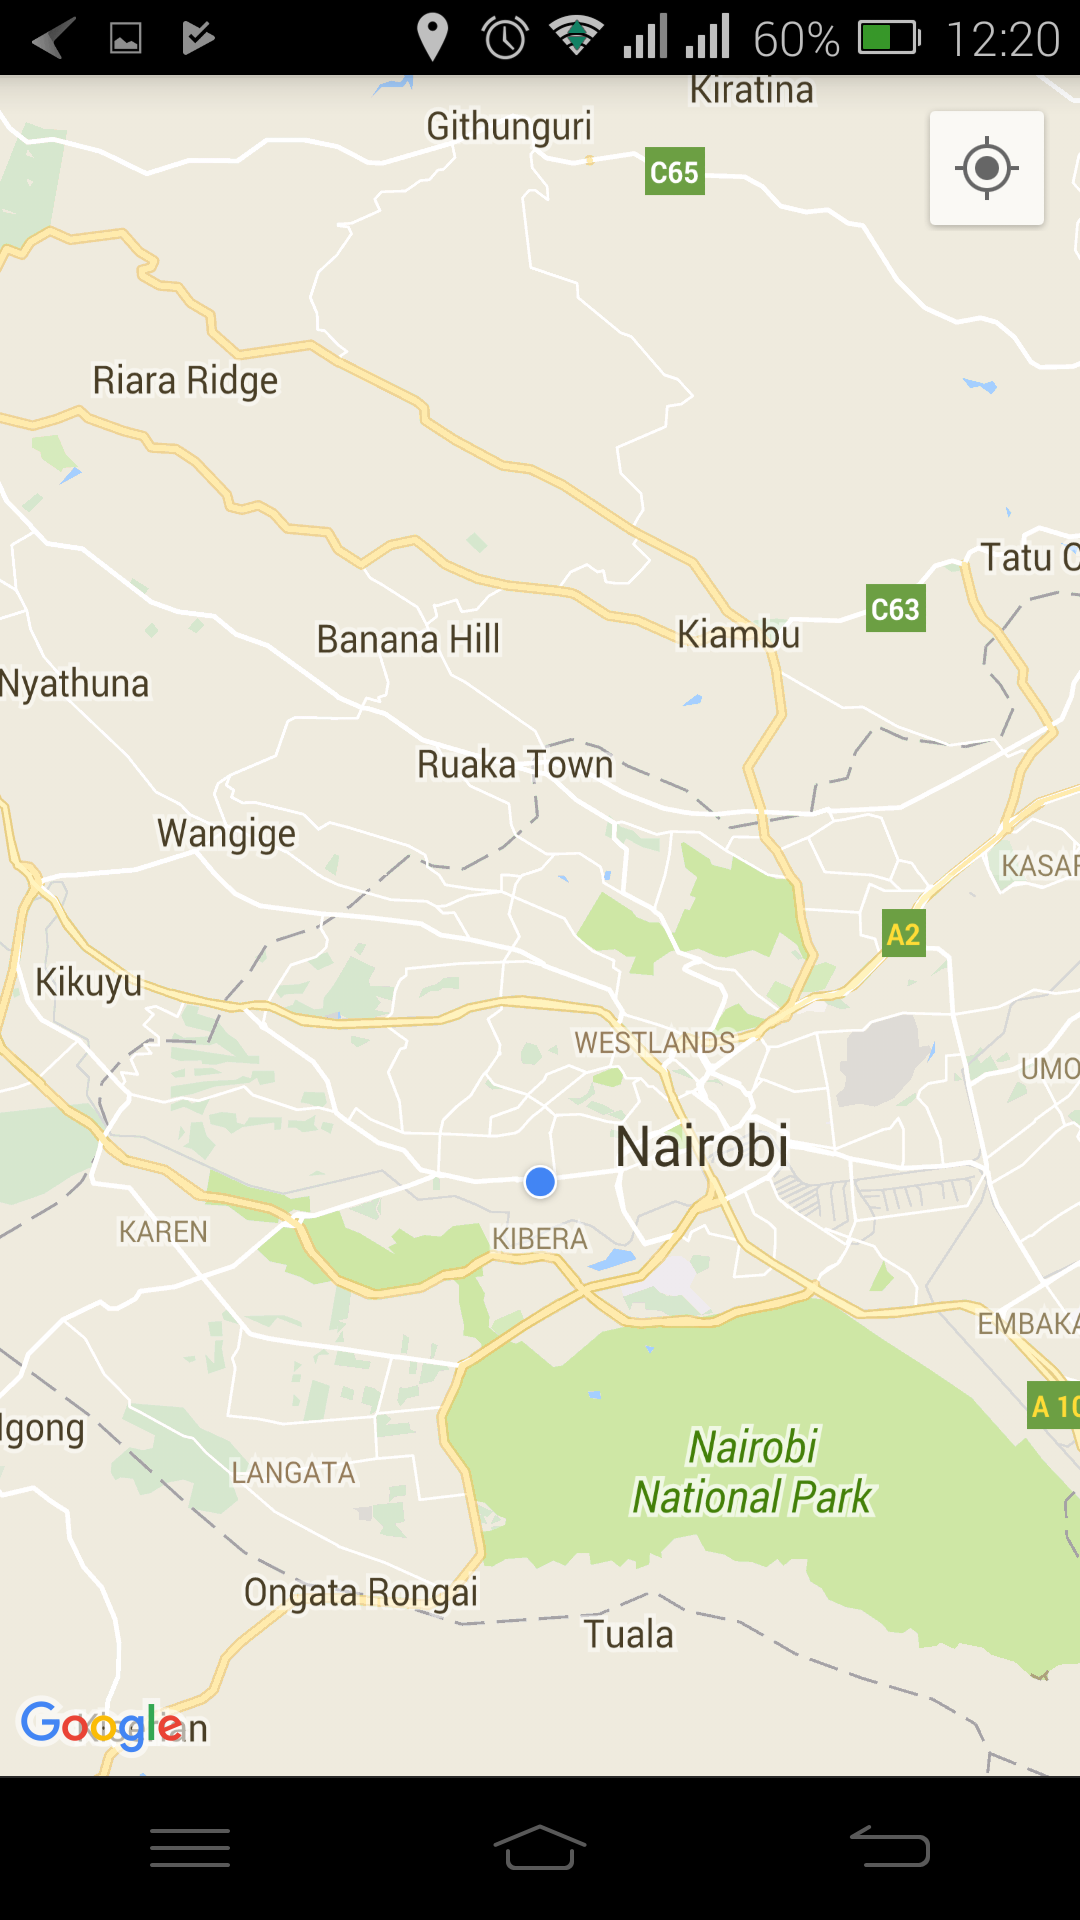 60% 12:20
Kiratina
Githunguri
C65
Riara Ridge
Tatu C
C63
Kiambu
Banana Hill
Nyathuna
Ruaka Town
Wangige
KASAR
A2
Kikuyu
WESTLANDS
UMO
Nairobi
KAREN
KIBERA
EMBAKA
A 10
Nairobi
National Park
gong
LANGATA
Ongata Rongai
Tuala
Google